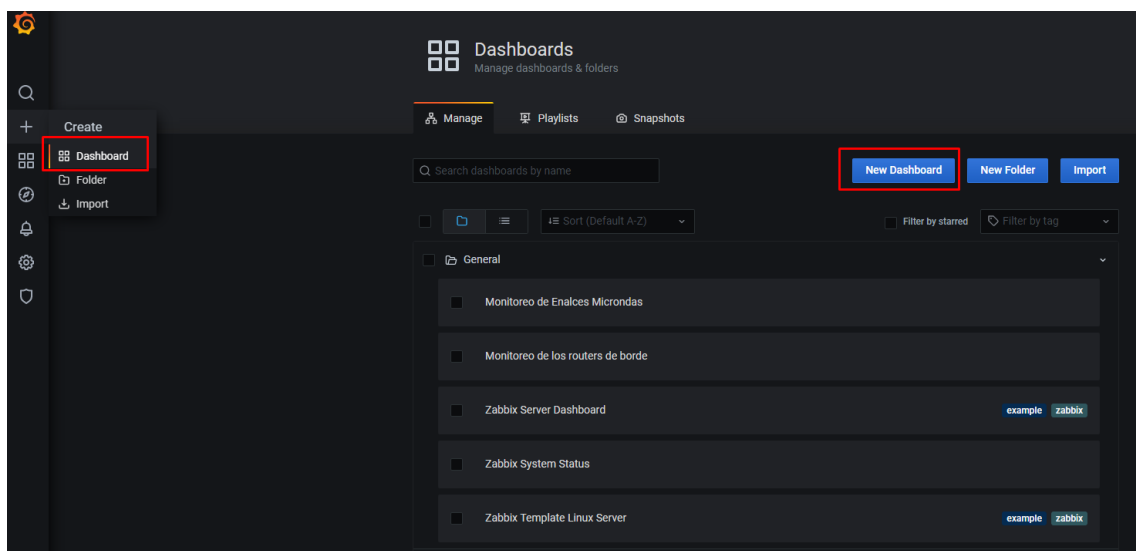 Dashboards
Manage dashboards & folders
Create
Dashboard
Folder
Import
Manage Playlists Snapshots
Search dashboards by name
New Dashboard New Folder Import
Sort (Default A-Z)
Filter by starred Filter by tag
General
Monitoreo de Enalces Microndas
Monitoreo de los routers de borde
Zabbix Server Dashboard example zabbix
Zabbix System Status
Zabbix Template Linux Server example zabbix